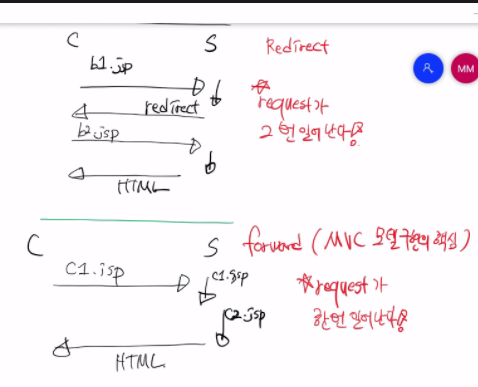 C S Redirect
b1.jsp
redirect
☆ request가
2번 일어난다!
b2.jsp
HTML
C S forward (MVC 모델 구현의 핵심)
C1.jsp
C1.jsp
☆ request가
한번 일어난다!
C2.jsp
HTML
MM